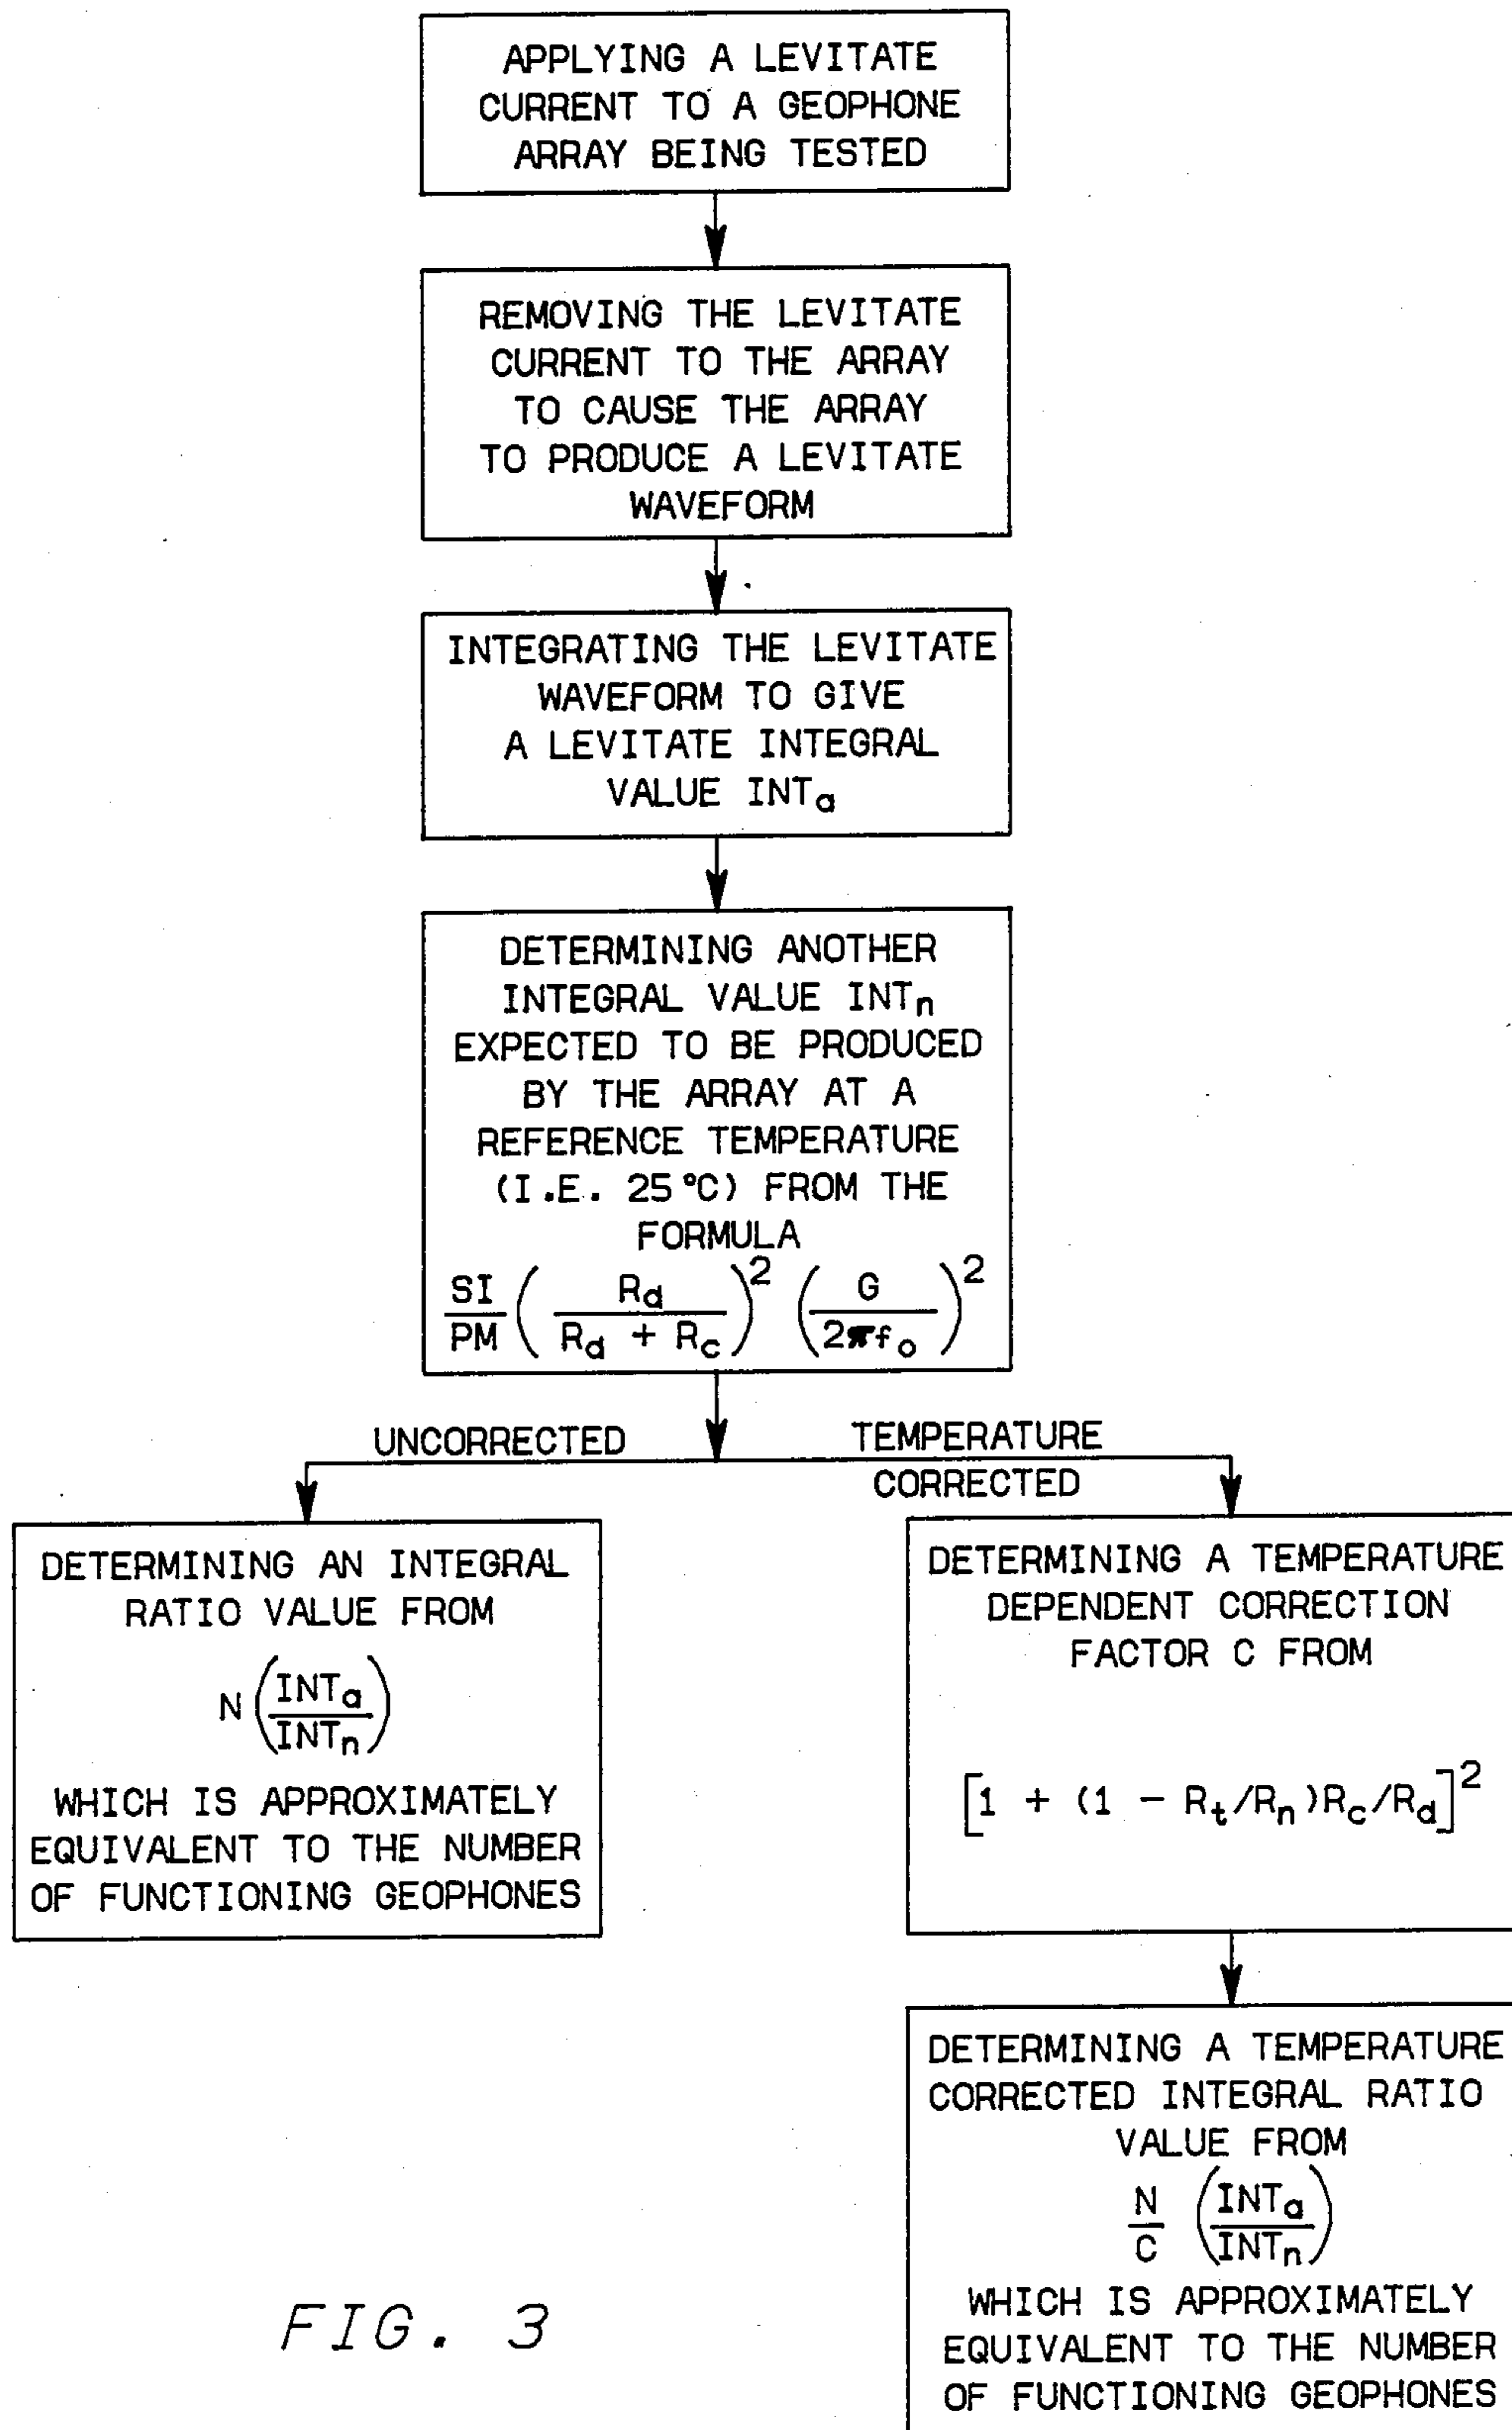 APPLYING A LEVITATE
CURRENT TO A GEOPHONE
ARRAY BEING TESTED
REMOVING THE LEVITATE
CURRENT TO THE ARRAY
TO CAUSE THE ARRAY
TO PRODUCE A LEVITATE
WAVEFORM
INTEGRATING THE LEVITATE
WAVEFORM TO GIVE
A LEVITATE INTEGRAL
VALUE INTa
DETERMINING ANOTHER
INTEGRAL VALUE INTn
EXPECTED TO BE PRODUCED
BY THE ARRAY AT A
REFERENCE TEMPERATURE
(I.E. 25°C) FROM THE
FORMULA
SI/PM (Rd/(Rd + Rc))² (G/2πfo)²
UNCORRECTED
TEMPERATURE
CORRECTED
DETERMINING AN INTEGRAL
RATIO VALUE FROM
N (INTa/INTn)
WHICH IS APPROXIMATELY
EQUIVALENT TO THE NUMBER
OF FUNCTIONING GEOPHONES
DETERMINING A TEMPERATURE
DEPENDENT CORRECTION
FACTOR C FROM
[1 + (1 - Rt/Rn)Rc/Rd]²
DETERMINING A TEMPERATURE
CORRECTED INTEGRAL RATIO
VALUE FROM
N/C (INTa/INTn)
WHICH IS APPROXIMATELY
EQUIVALENT TO THE NUMBER
OF FUNCTIONING GEOPHONES
FIG. 3